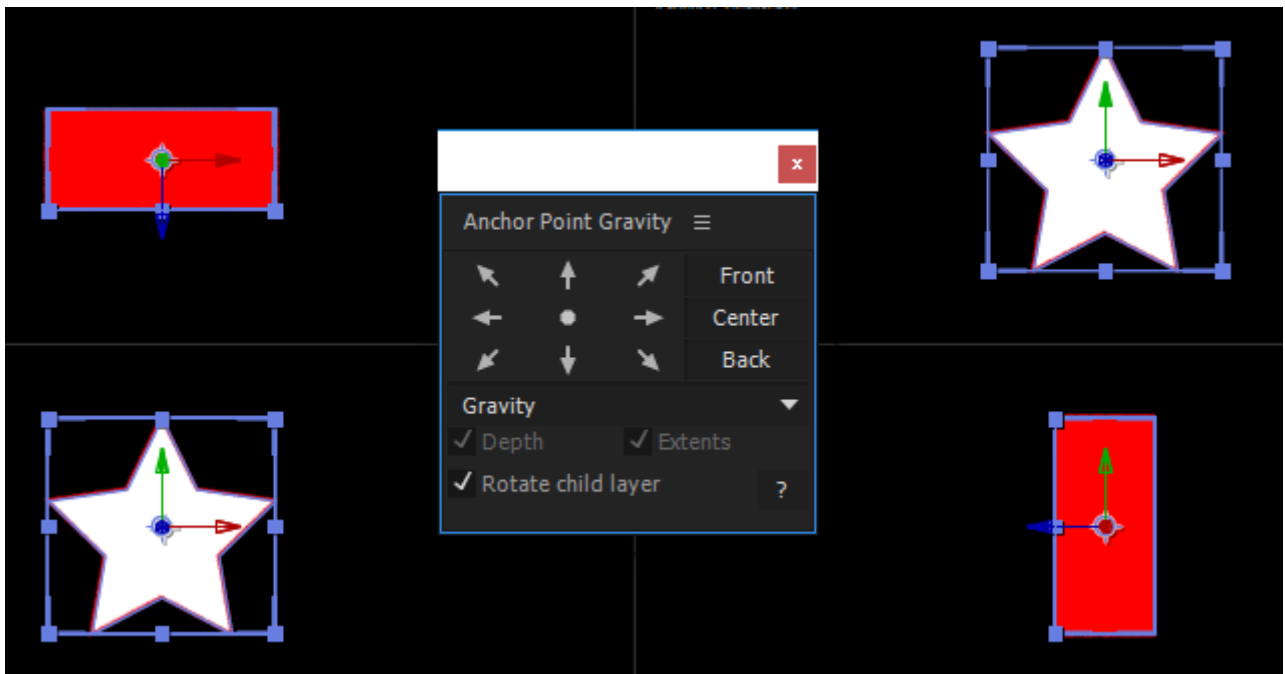 x
Anchor Point Gravity
Front
Center
Back
Gravity
Depth Extents
Rotate child layer ?